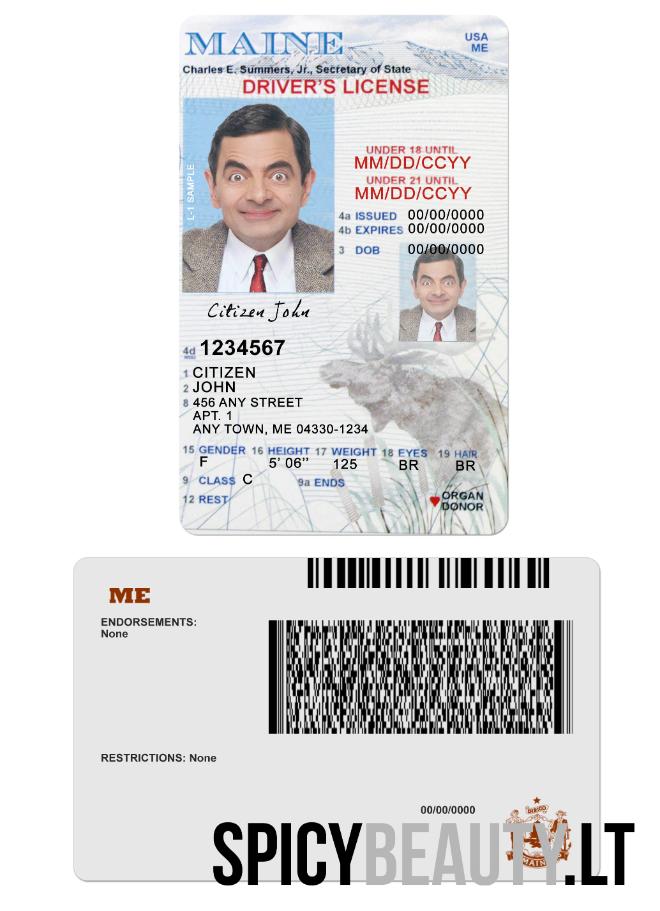 MAINE
USA
ME
Charles E. Summers, Jr., Secretary of State
DRIVER'S LICENSE
L-1 SAMPLE
UNDER 18 UNTIL
MM/DD/CCYY
UNDER 21 UNTIL
MM/DD/CCYY
4a ISSUED 00/00/0000
4b EXPIRES 00/00/0000
3 DOB 00/00/0000
Citizen John
4d 1234567
1 CITIZEN
2 JOHN
8 456 ANY STREET
APT. 1
ANY TOWN, ME 04330-1234
15 GENDER 16 HEIGHT 17 WEIGHT 18 EYES 19 HAIR
F 5' 06" 125 BR BR
9 CLASS C 9a ENDS
12 REST
ORGAN
DONOR
ME
ENDORSEMENTS:
None
RESTRICTIONS: None
00/00/0000
DIRIGO
MAINE
SPICYBEAUTY.LT